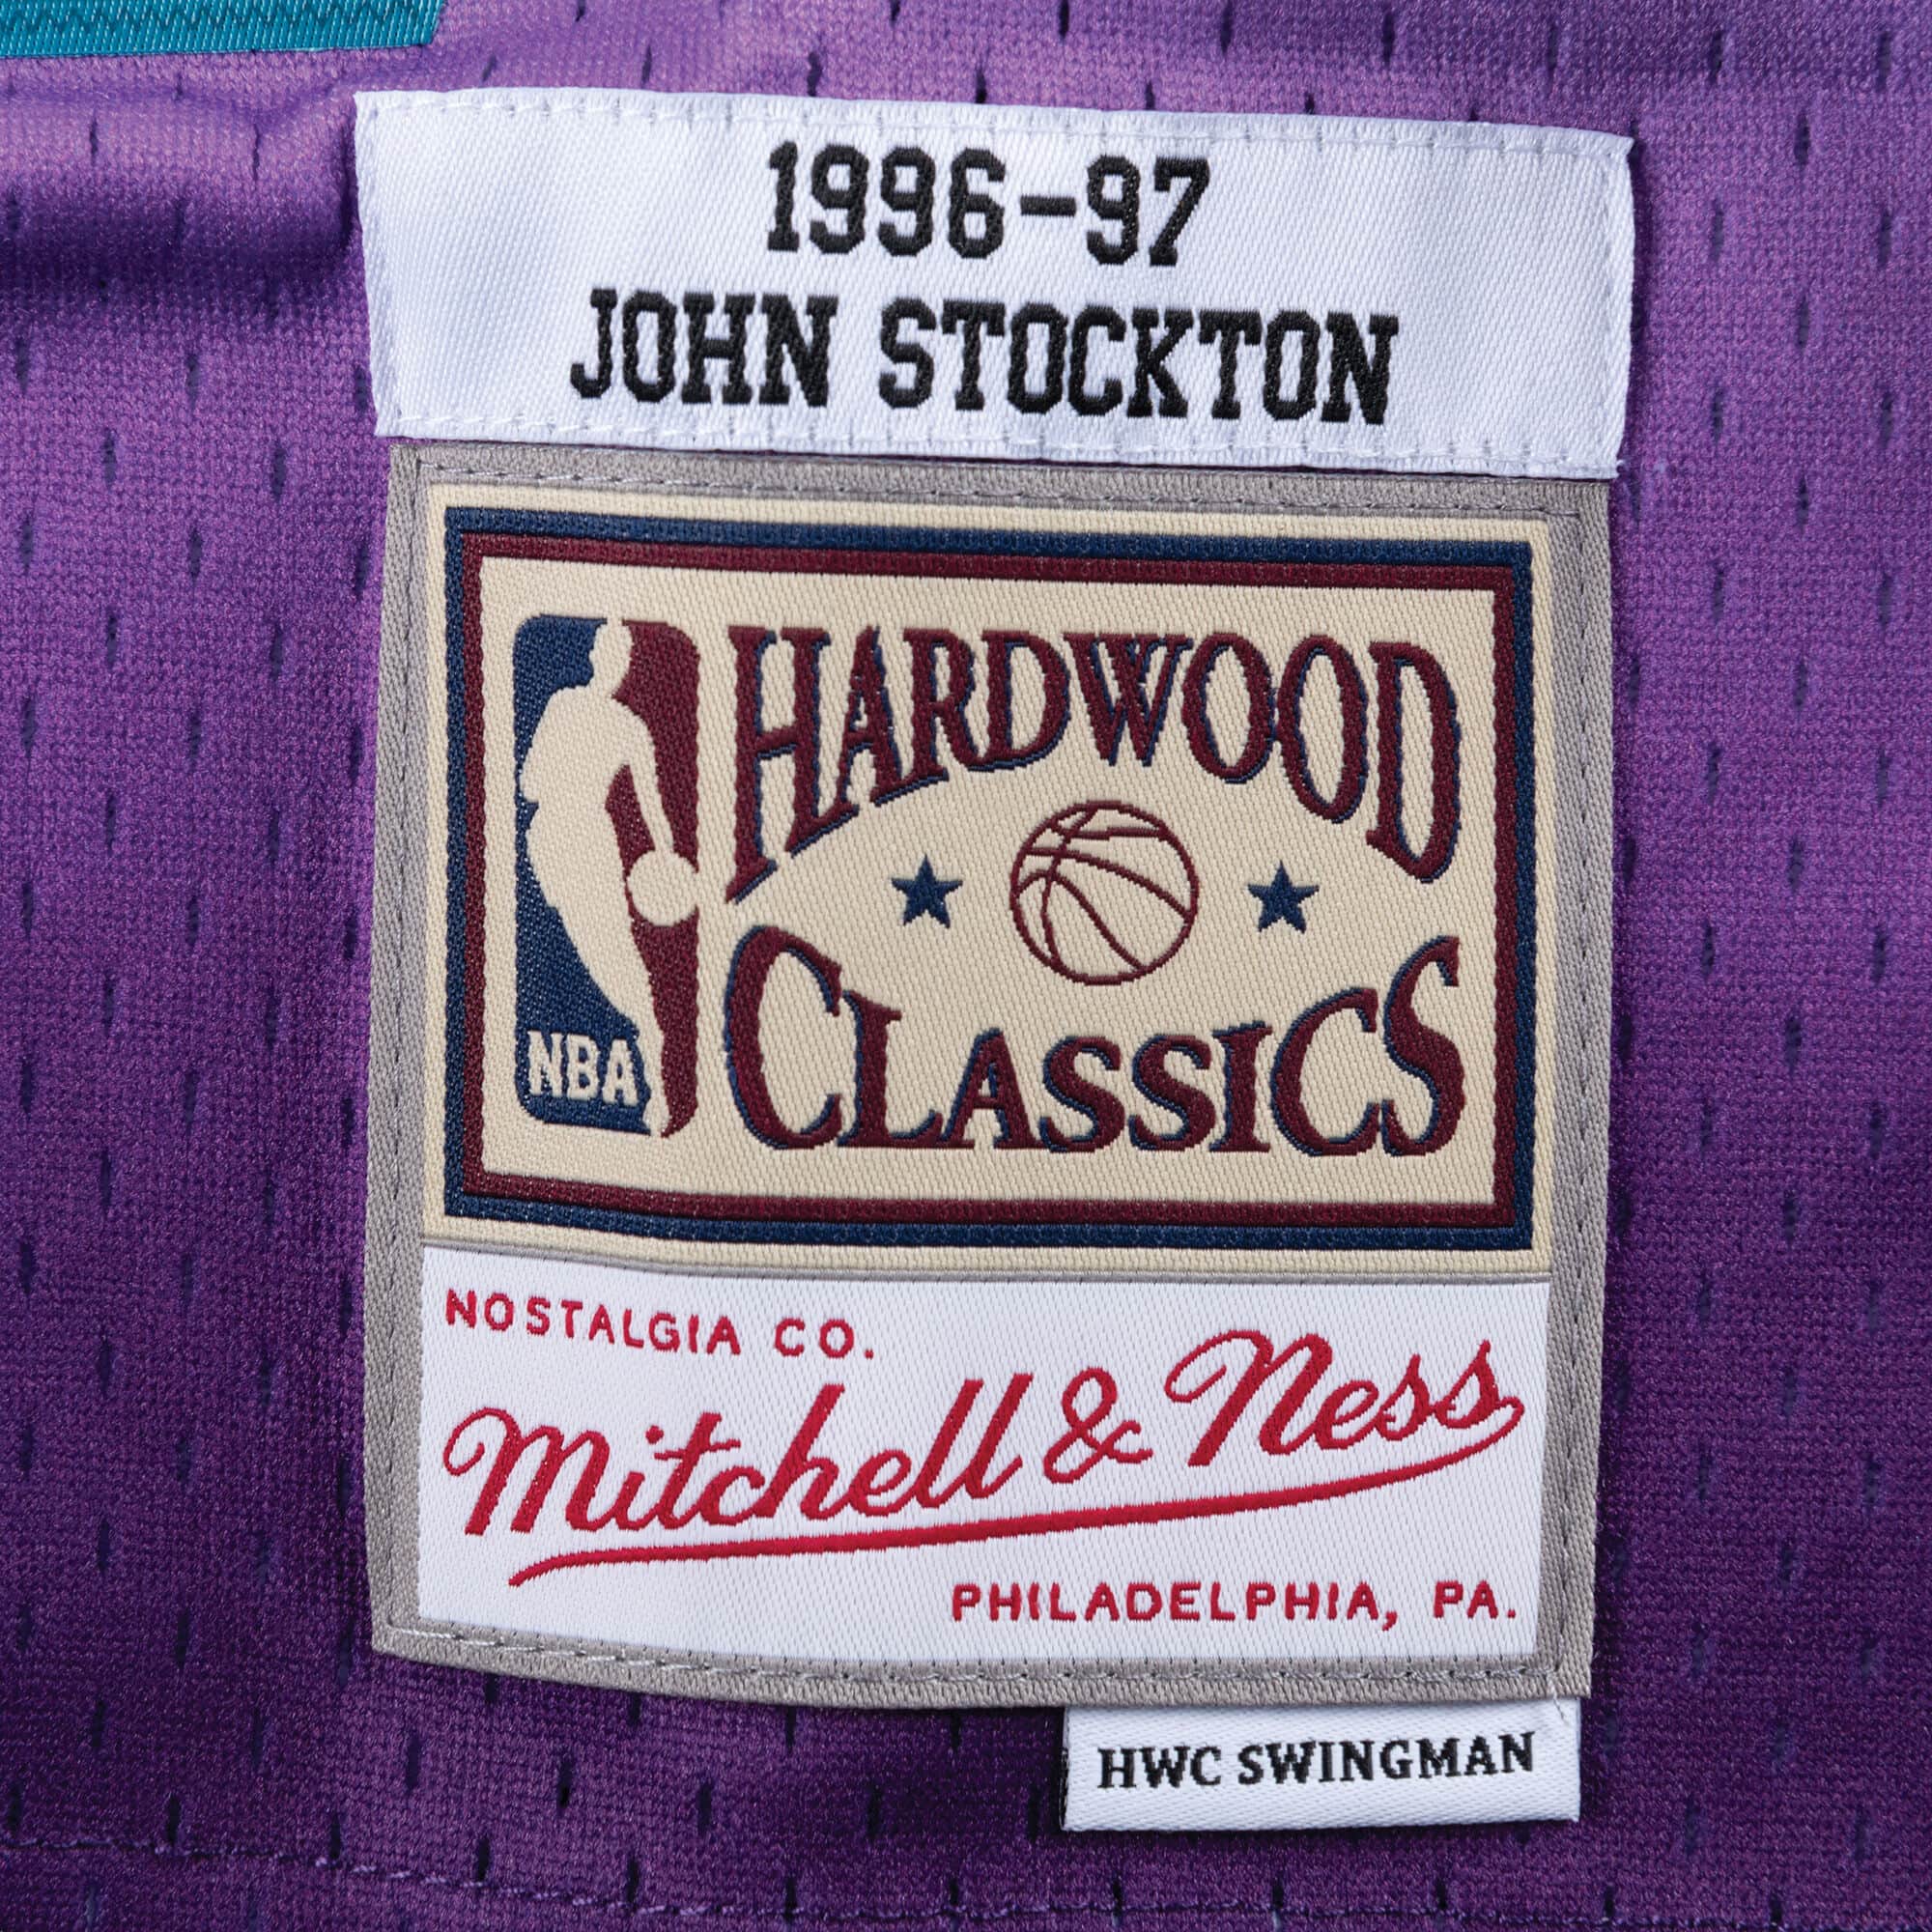 1996-97
JOHN STOCKTON
HARDWOOD
CLASSICS
NBA
NOSTALGIA CO.
Mitchell & Ness
PHILADELPHIA, PA.
HWC SWINGMAN